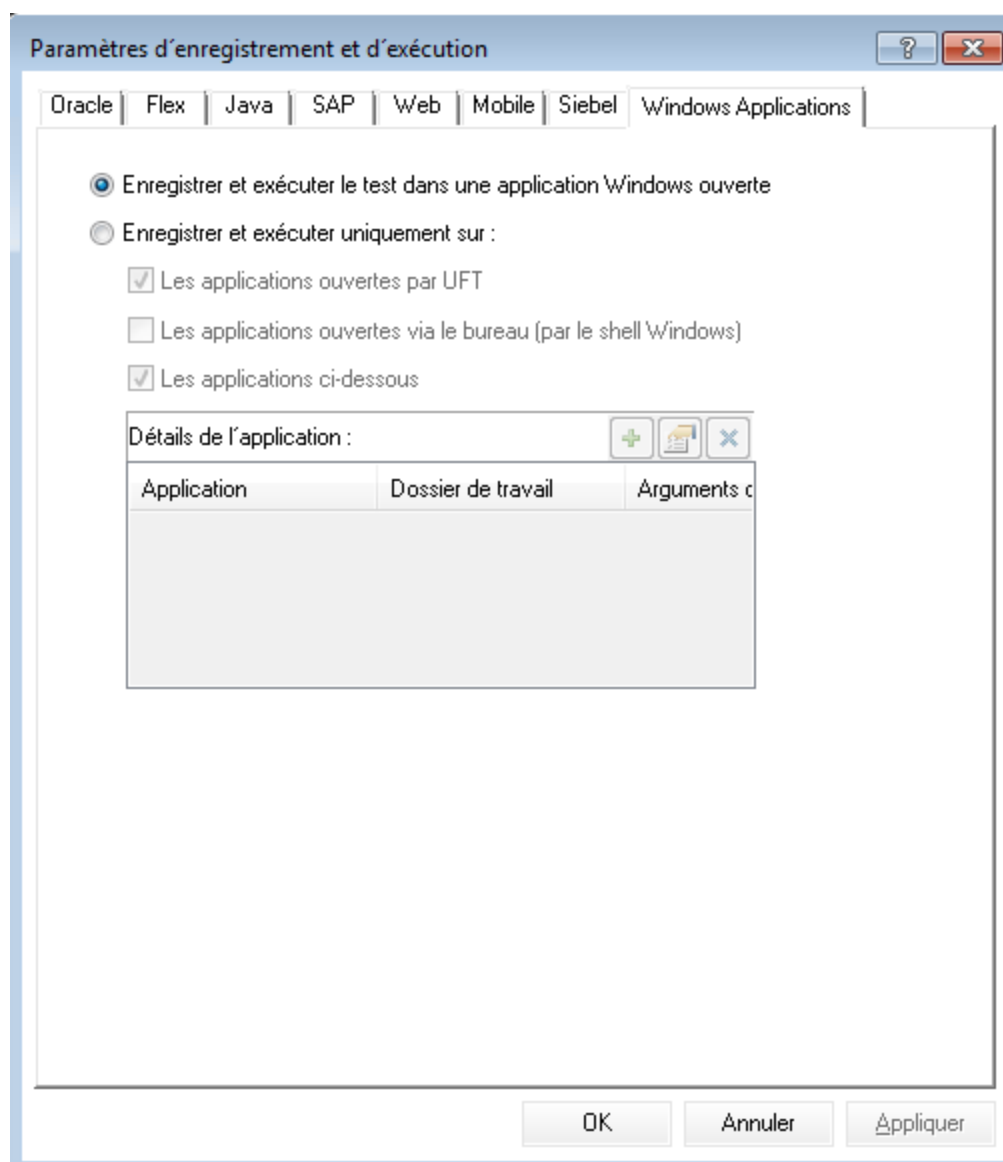 Paramètres d´enregistrement et d´exécution
Oracle Flex Java SAP Web Mobile Siebel Windows Applications
Enregistrer et exécuter le test dans une application Windows ouverte
Enregistrer et exécuter uniquement sur :
Les applications ouvertes par UFT
Les applications ouvertes via le bureau (par le shell Windows)
Les applications ci-dessous
Détails de l´application :
Application Dossier de travail Arguments
OK Annuler Appliquer